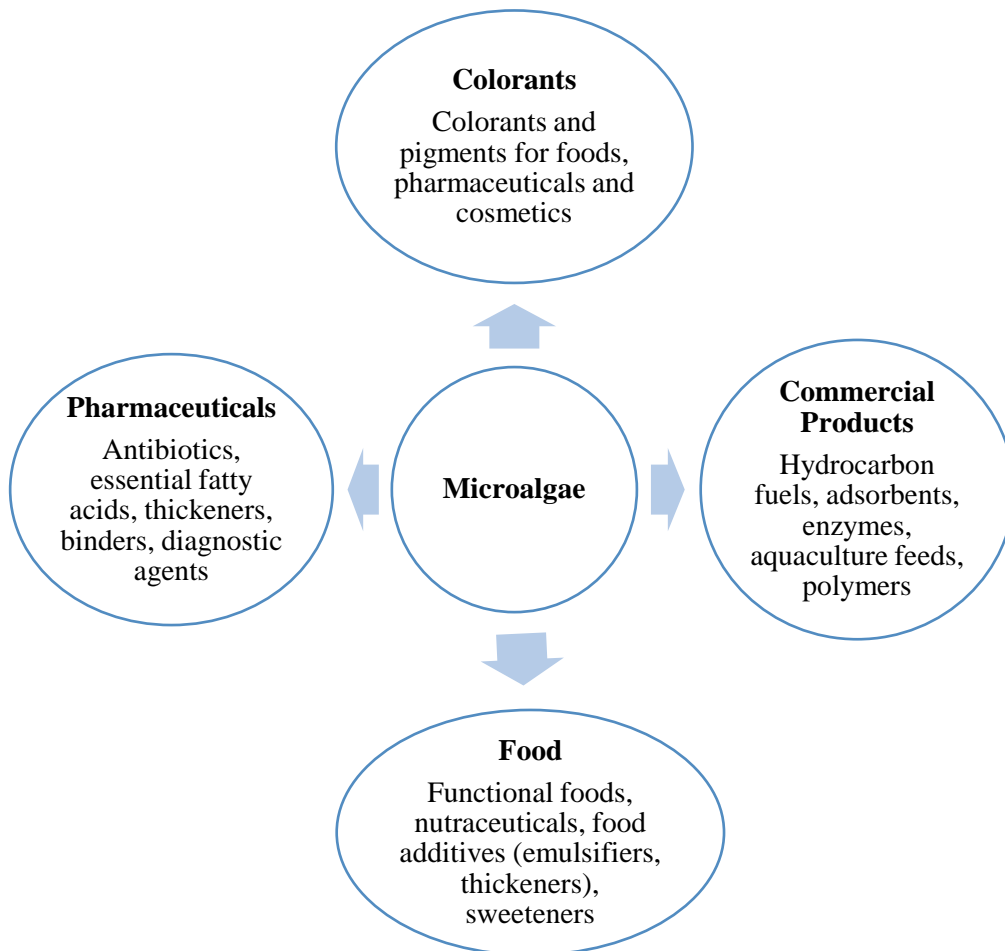 Colorants
Colorants and
pigments for foods,
pharmaceuticals and
cosmetics
Pharmaceuticals
Antibiotics,
essential fatty
acids, thickeners,
binders, diagnostic
agents
Microalgae
Commercial
Products
Hydrocarbon
fuels, adsorbents,
enzymes,
aquaculture feeds,
polymers
Food
Functional foods,
nutraceuticals, food
additives (emulsifiers,
thickeners),
sweeteners